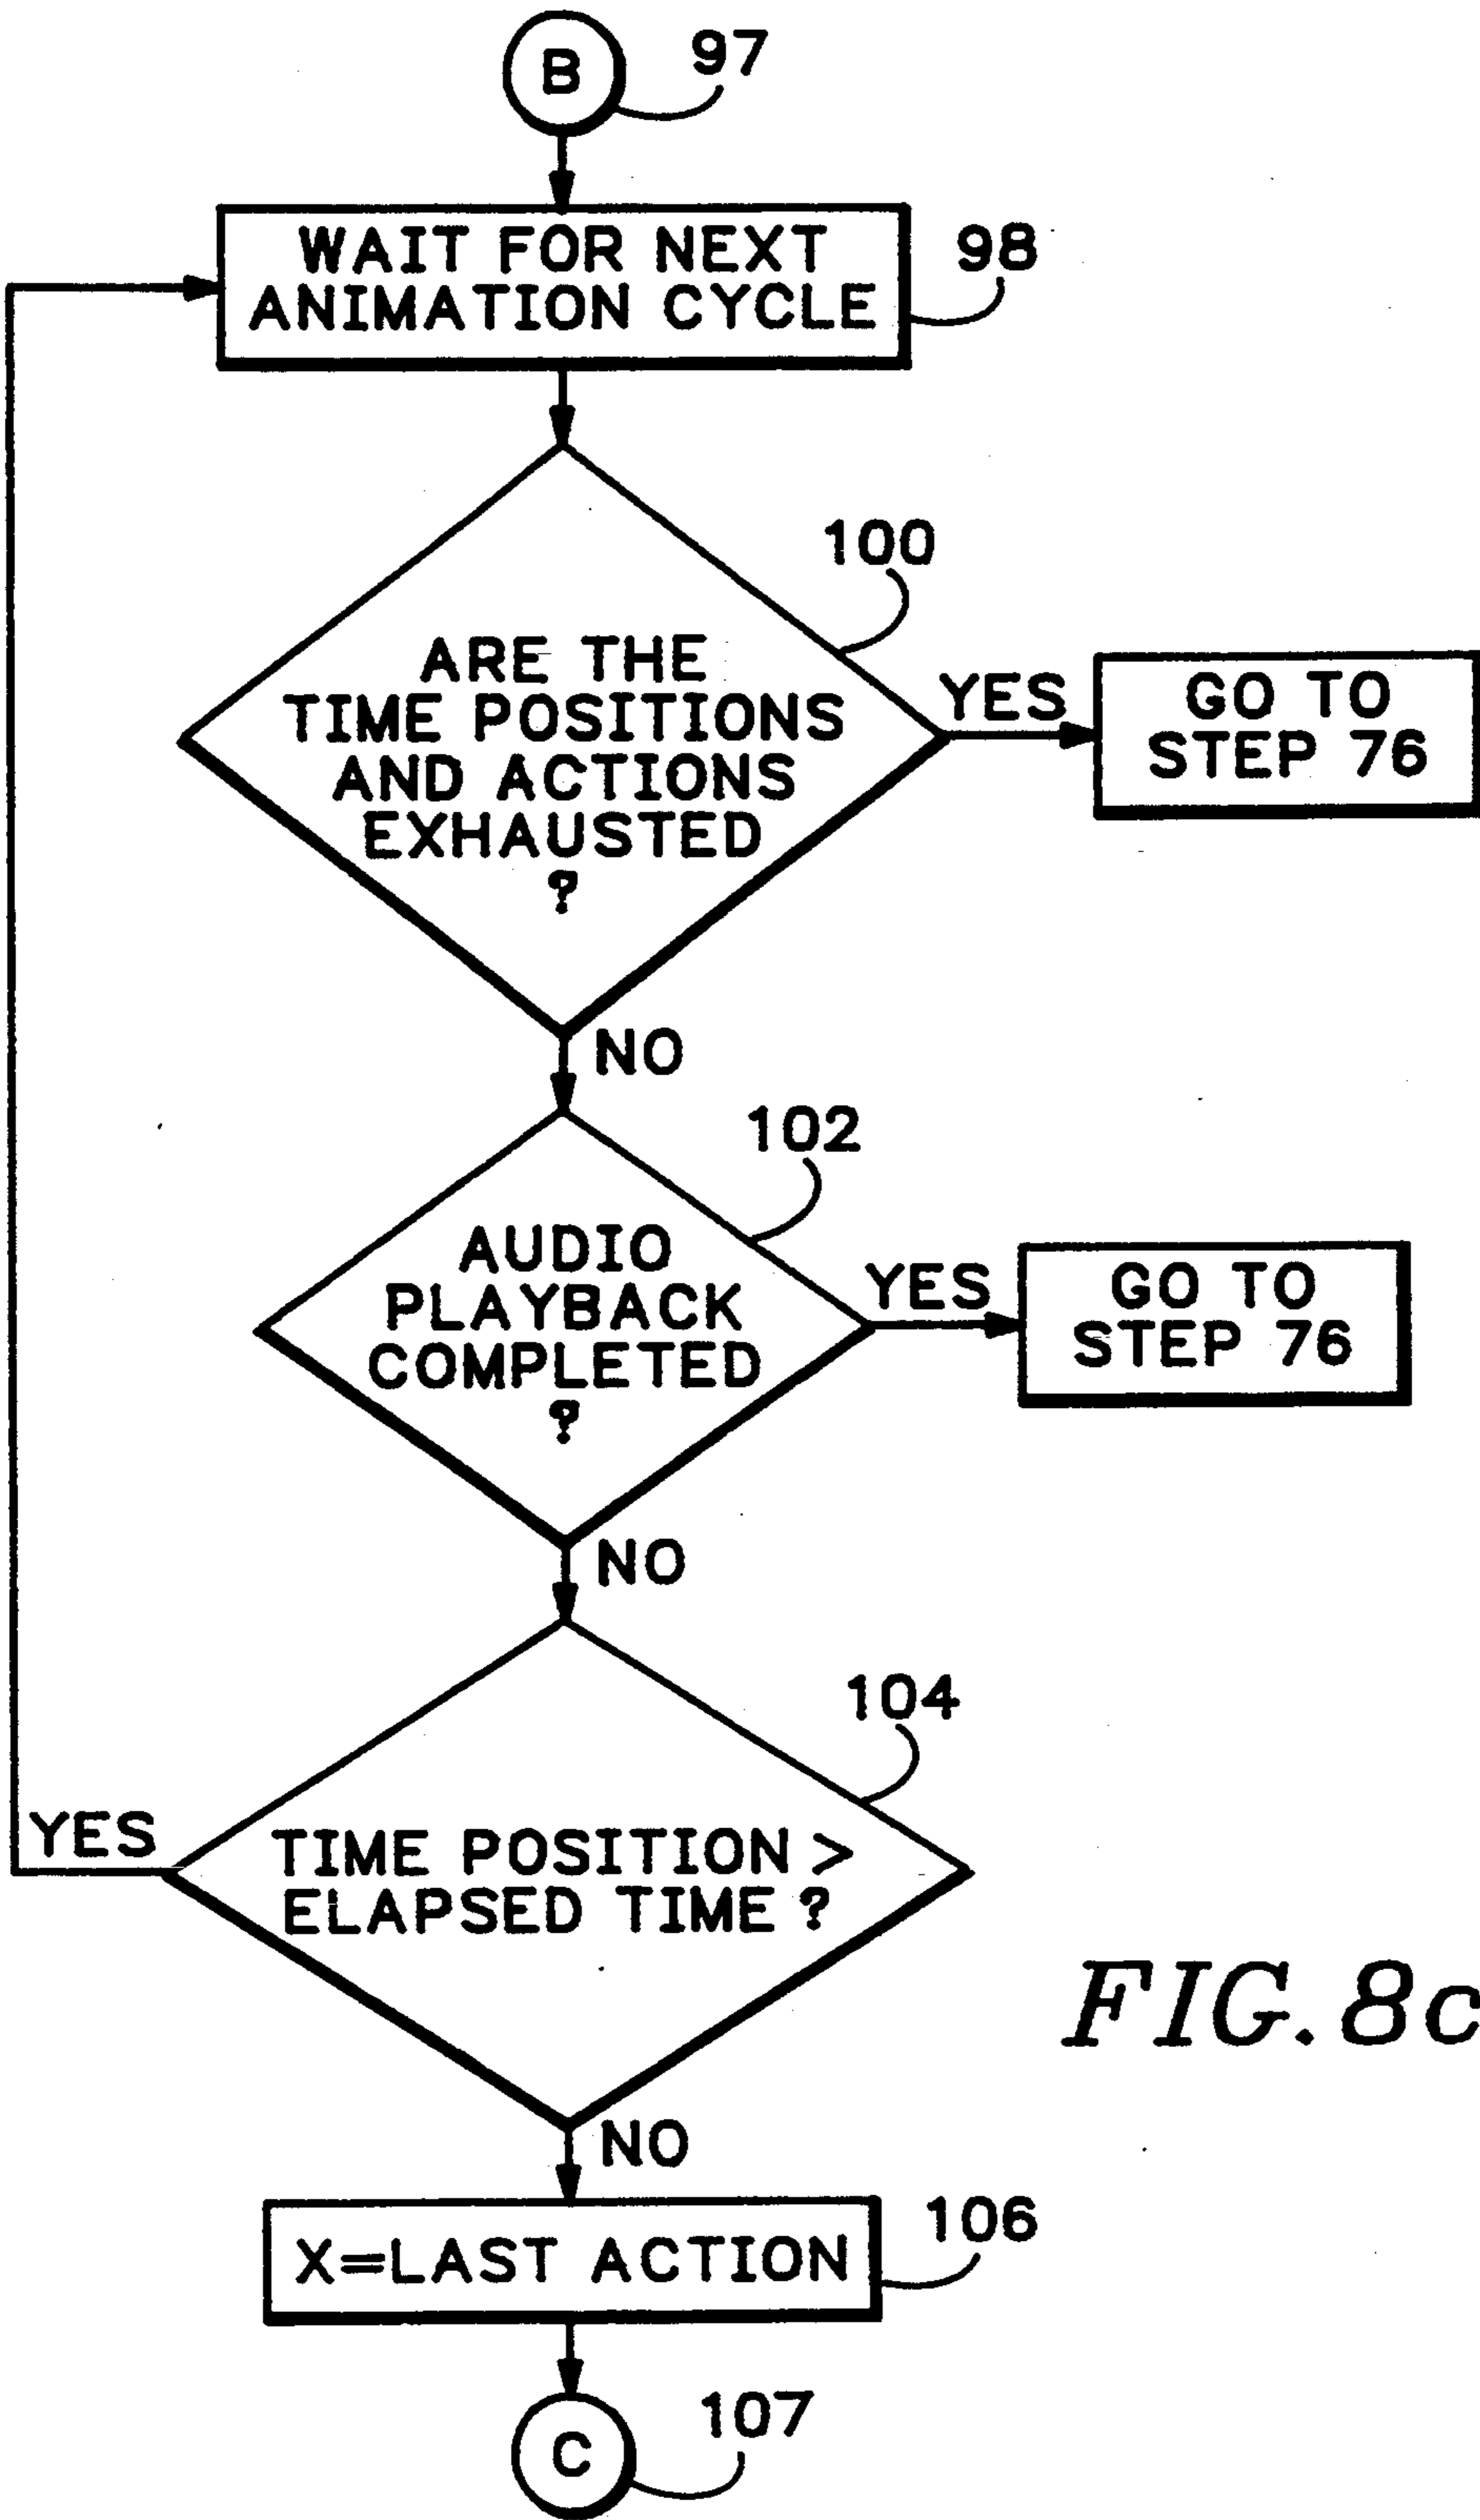 B
97
WAIT FOR NEXT
ANIMATION CYCLE
98
100
ARE THE
TIME POSITIONS
AND ACTIONS
EXHAUSTED
?
YES
GO TO
STEP 76
NO
102
AUDIO
PLAYBACK
COMPLETED
?
YES
GO TO
STEP 76
NO
104
TIME POSITION >
ELAPSED TIME ?
YES
FIG. 8c
NO
X=LAST ACTION
106
C
107